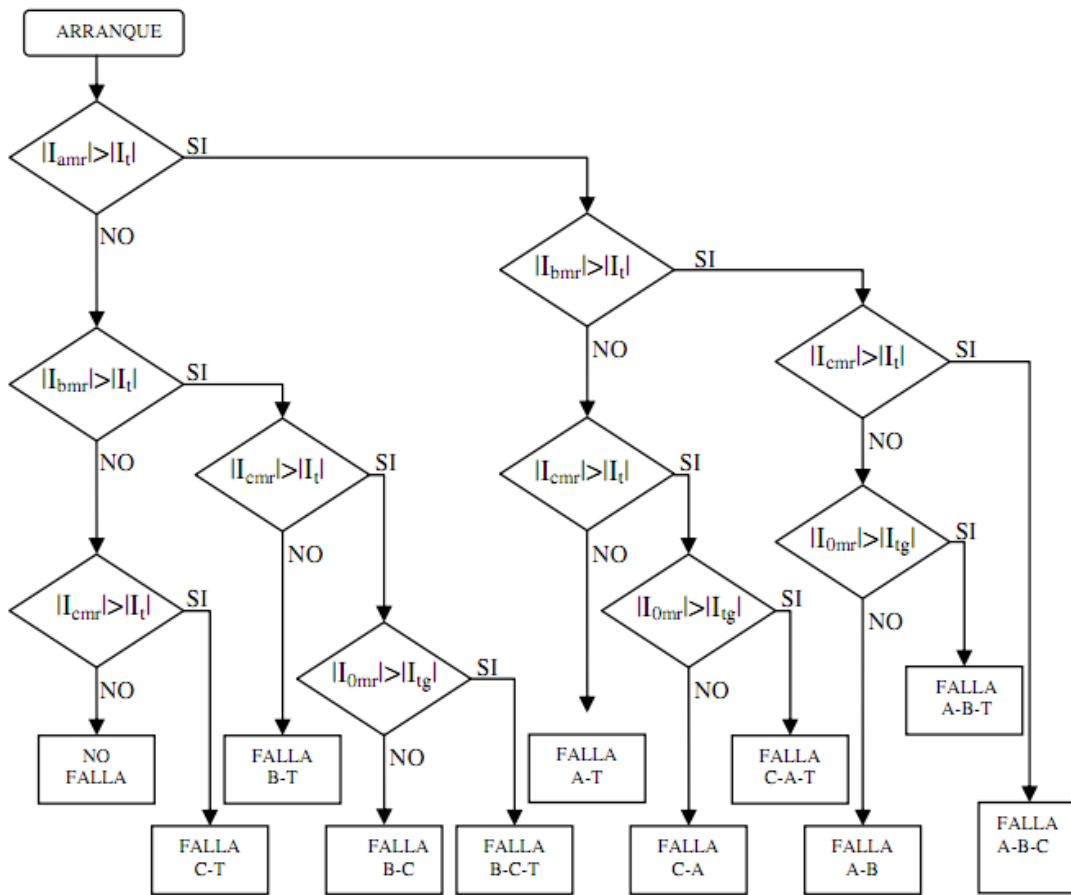 ARRANQUE
|Iamr|>|It|
SI
NO
|Ibmr|>|It|
SI
NO
|Icmr|>|It|
SI
NO
|Ibmr|>|It|
SI
NO
|Icmr|>|It|
SI
NO
|Icmr|>|It|
SI
NO
|I0mr|>|Itg|
SI
NO
|Icmr|>|It|
SI
NO
|I0mr|>|Itg|
SI
NO
|I0mr|>|Itg|
SI
NO
FALLA
A-B-T
NO
FALLA
FALLA
B-T
FALLA
A-T
FALLA
C-A-T
FALLA
C-T
FALLA
B-C
FALLA
B-C-T
FALLA
C-A
FALLA
A-B
FALLA
A-B-C